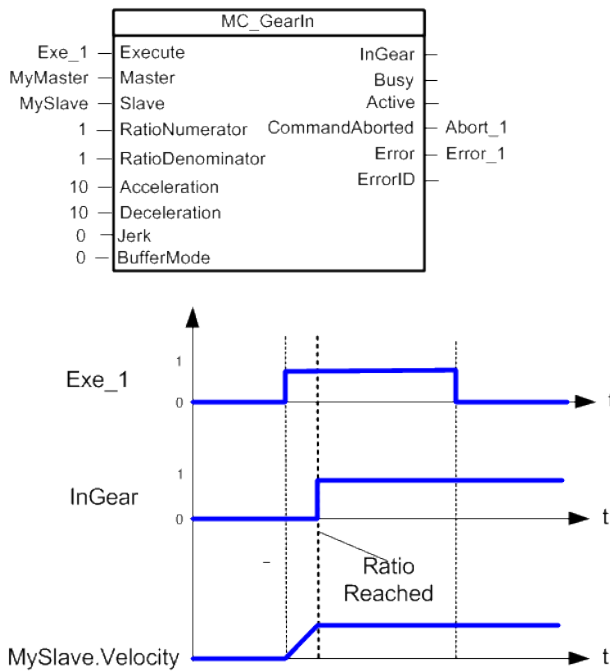 MC_GearIn
Exe_1 Execute InGear
MyMaster Master Busy
MySlave Slave Active
1 RatioNumerator CommandAborted Abort_1
1 RatioDenominator Error Error_1
10 Acceleration ErrorID
10 Deceleration
0 Jerk
0 BufferMode
1
Exe_1
0 t
1
InGear
0 t
Ratio
Reached
MySlave.Velocity t